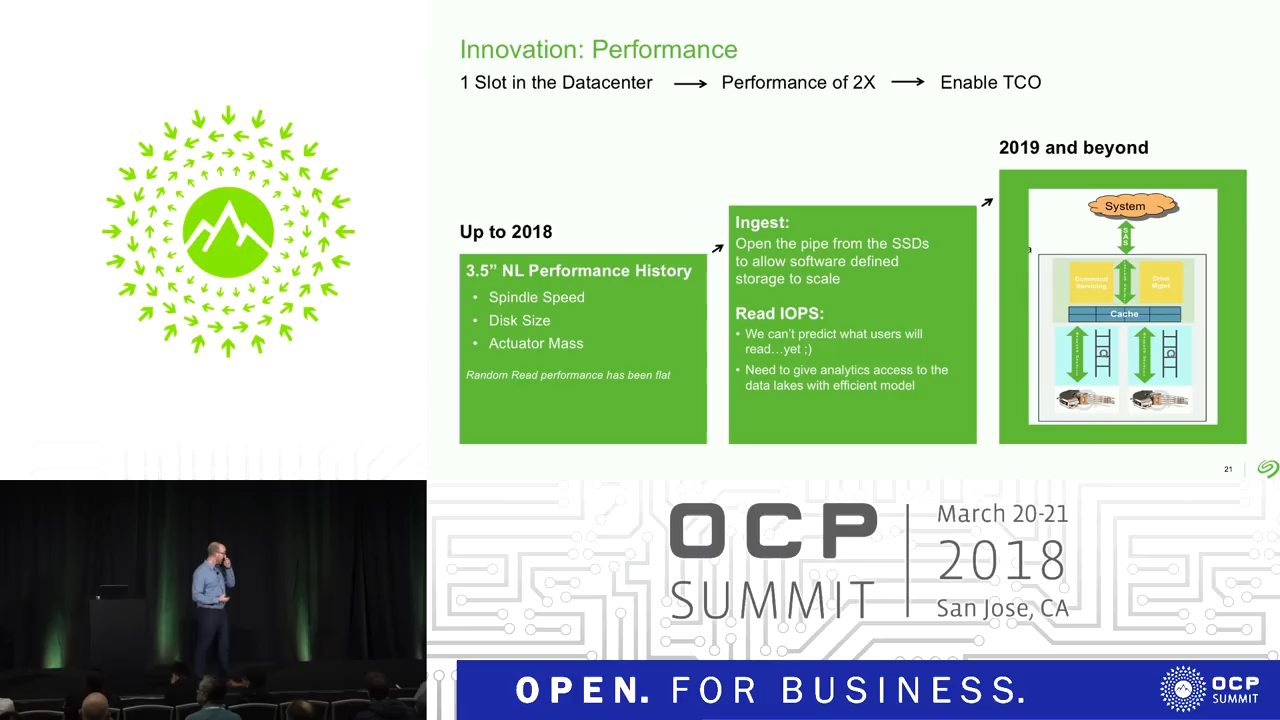 Innovation: Performance
1 Slot in the Datacenter → Performance of 2X → Enable TCO
Up to 2018
3.5” NL Performance History
• Spindle Speed
• Disk Size
• Actuator Mass
Random Read performance has been flat
Ingest:
Open the pipe from the SSDs
to allow software defined
storage to scale
Read IOPS:
• We can’t predict what users will
read…yet ;)
• Need to give analytics access to the
data lakes with efficient model
2019 and beyond
System
SAS
a
Command
Servicing
Drive
Mgmt
Cache
21
OCP
SUMMIT
March 20-21
2018
San Jose, CA
OPEN. FOR BUSINESS.
OCP
SUMMIT